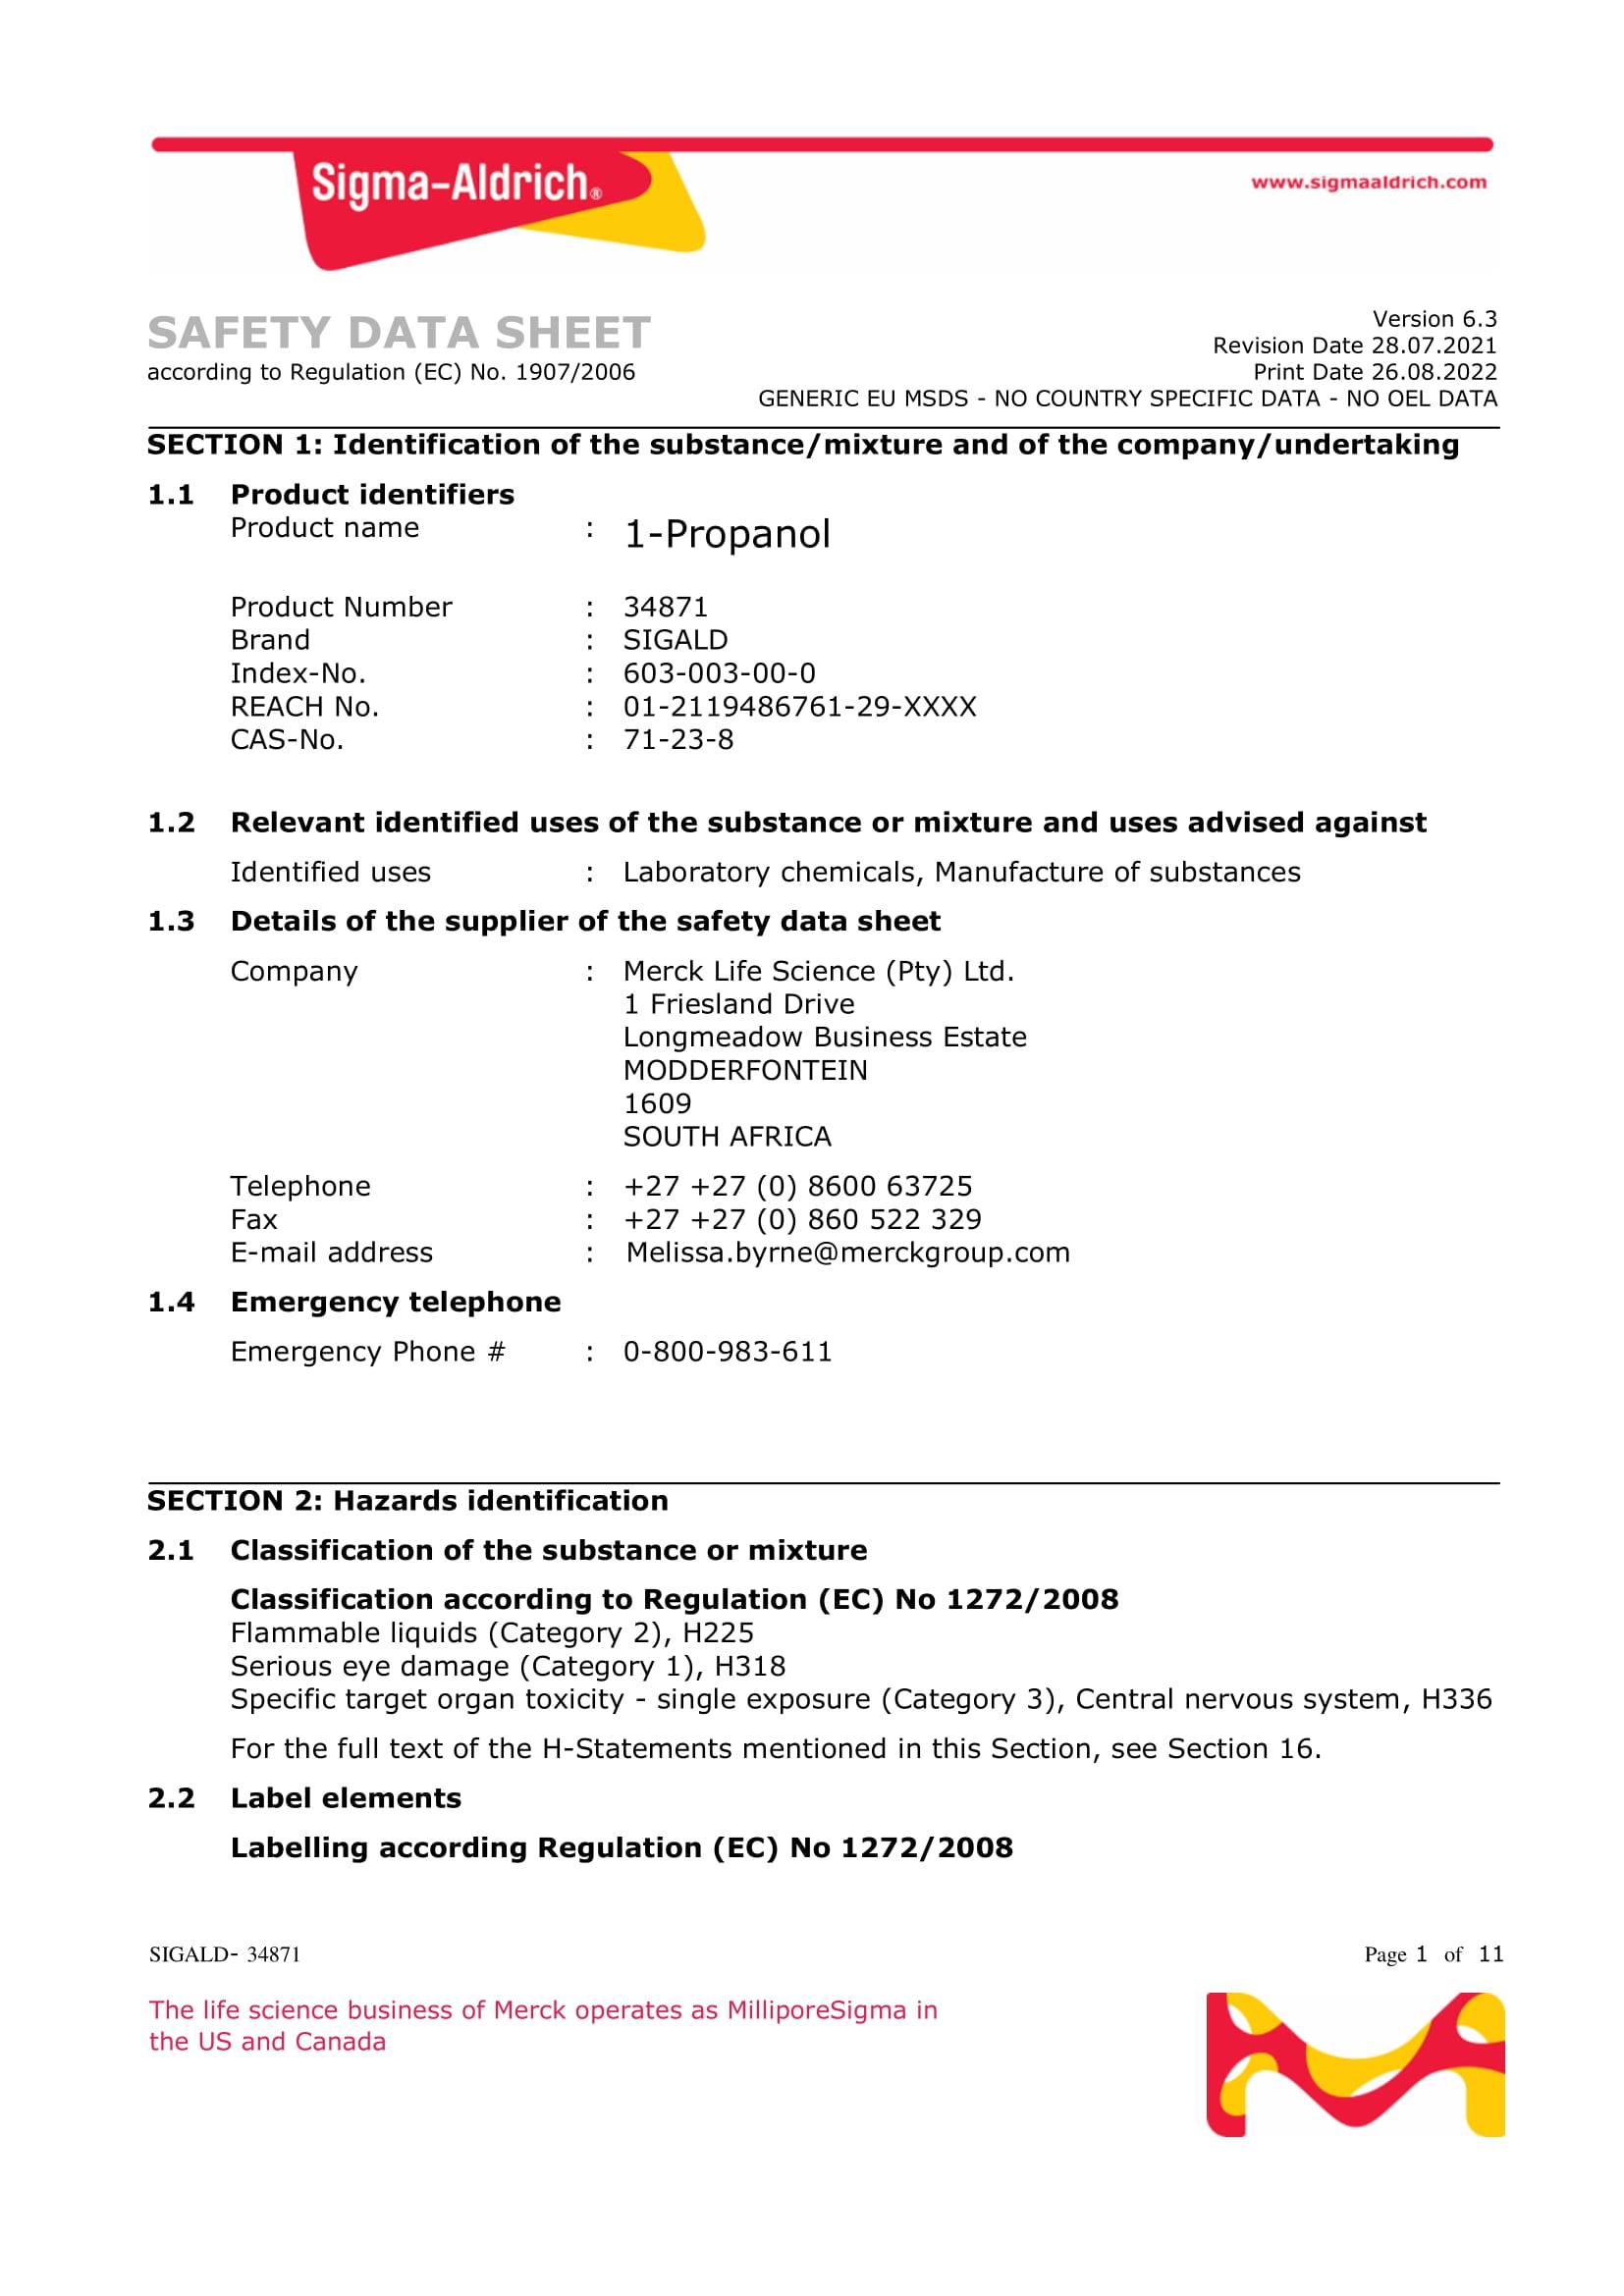 Sigma-Aldrich®
www.sigmaaldrich.com
SAFETY DATA SHEET
according to Regulation (EC) No. 1907/2006
Version 6.3
Revision Date 28.07.2021
Print Date 26.08.2022
GENERIC EU MSDS - NO COUNTRY SPECIFIC DATA - NO OEL DATA
SECTION 1: Identification of the substance/mixture and of the company/undertaking
1.1 Product identifiers
Product name : 1-Propanol
Product Number : 34871
Brand : SIGALD
Index-No. : 603-003-00-0
REACH No. : 01-2119486761-29-XXXX
CAS-No. : 71-23-8
1.2 Relevant identified uses of the substance or mixture and uses advised against
Identified uses : Laboratory chemicals, Manufacture of substances
1.3 Details of the supplier of the safety data sheet
Company : Merck Life Science (Pty) Ltd.
1 Friesland Drive
Longmeadow Business Estate
MODDERFONTEIN
1609
SOUTH AFRICA
Telephone : +27 +27 (0) 8600 63725
Fax : +27 +27 (0) 860 522 329
E-mail address : Melissa.byrne@merckgroup.com
1.4 Emergency telephone
Emergency Phone # : 0-800-983-611
SECTION 2: Hazards identification
2.1 Classification of the substance or mixture
Classification according to Regulation (EC) No 1272/2008
Flammable liquids (Category 2), H225
Serious eye damage (Category 1), H318
Specific target organ toxicity - single exposure (Category 3), Central nervous system, H336
For the full text of the H-Statements mentioned in this Section, see Section 16.
2.2 Label elements
Labelling according Regulation (EC) No 1272/2008
SIGALD- 34871
Page 1 of 11
The life science business of Merck operates as MilliporeSigma in
the US and Canada